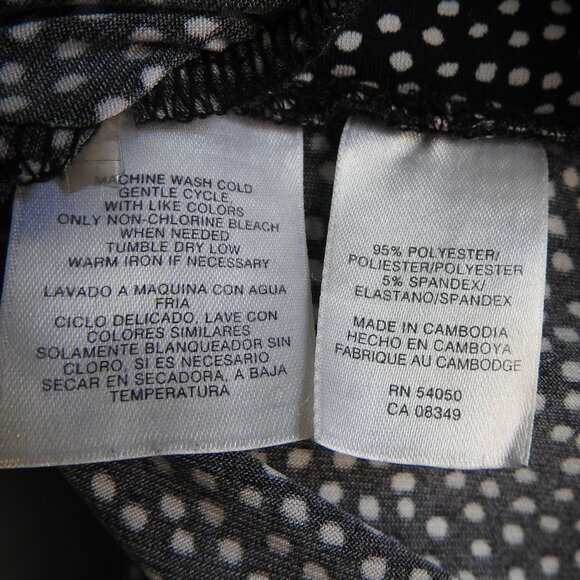 MACHINE WASH COLD
GENTLE CYCLE,
WITH LIKE COLORS
ONLY NON-CHLORINE BLEACH
WHEN NEEDED
TUMBLE DRY LOW
WARM IRON IF NECESSARY
LAVADO A MAQUINA CON AGUA
FRIA
CICLO DELICADO, LAVE CON
COLORES SIMILARES
SOLAMENTE BLANQUEADOR SIN
CLORO, SI ES NECESARIO
SECAR EN SECADORA, A BAJA
TEMPERATURA
95% POLYESTER/
POLIESTER/POLYESTER
5% SPANDEX/
ELASTANO/SPANDEX
MADE IN CAMBODIA
HECHO EN CAMBOYA
FABRIQUE AU CAMBODGE
RN 54050
CA 08349